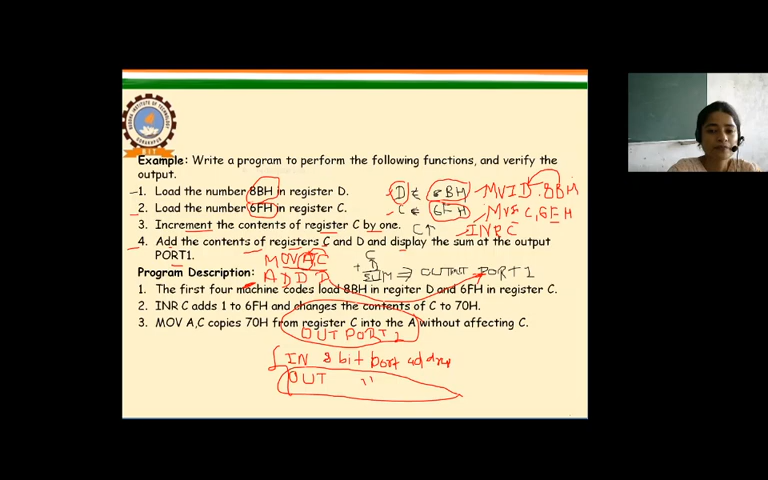 Example: Write a program to perform the following functions, and verify the
output.
1. Load the number 8BH in register D.
D ← 8BH
MVI D 8BH
2. Load the number 6FH in register C.
C ← 6FH
MVI C, 6FH
3. Increment the contents of register C by one.
C↑
INR C
4. Add the contents of registers C and D and display the sum at the output
PORT1.
MOV A,C
C
+ D
SUM ⇒ OUTPUT PORT 1
Program Description:
ADD D
1. The first four machine codes load 8BH in regiter D and 6FH in register C.
2. INR C adds 1 to 6FH and changes the contents of C to 70H.
3. MOV A,C copies 70H from register C into the A without affecting C.
OUT PORT 1
IN 8 bit port addres
OUT "